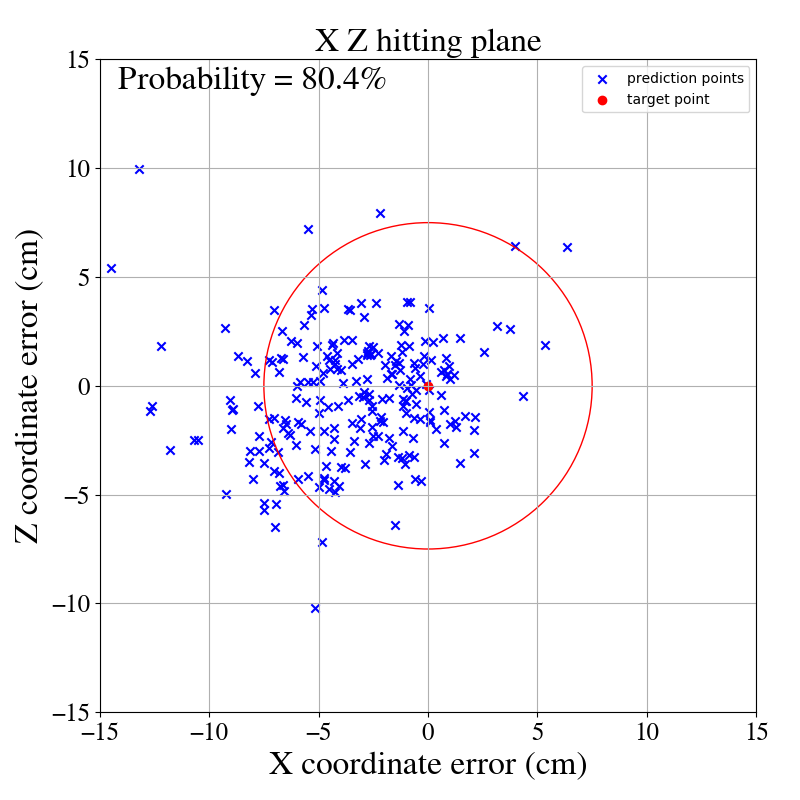 X Z hitting plane
Probability = 80.4%
prediction points
target point
Z coordinate error (cm)
15
10
5
0
−5
−10
−15
−15 −10 −5 0 5 10 15
X coordinate error (cm)